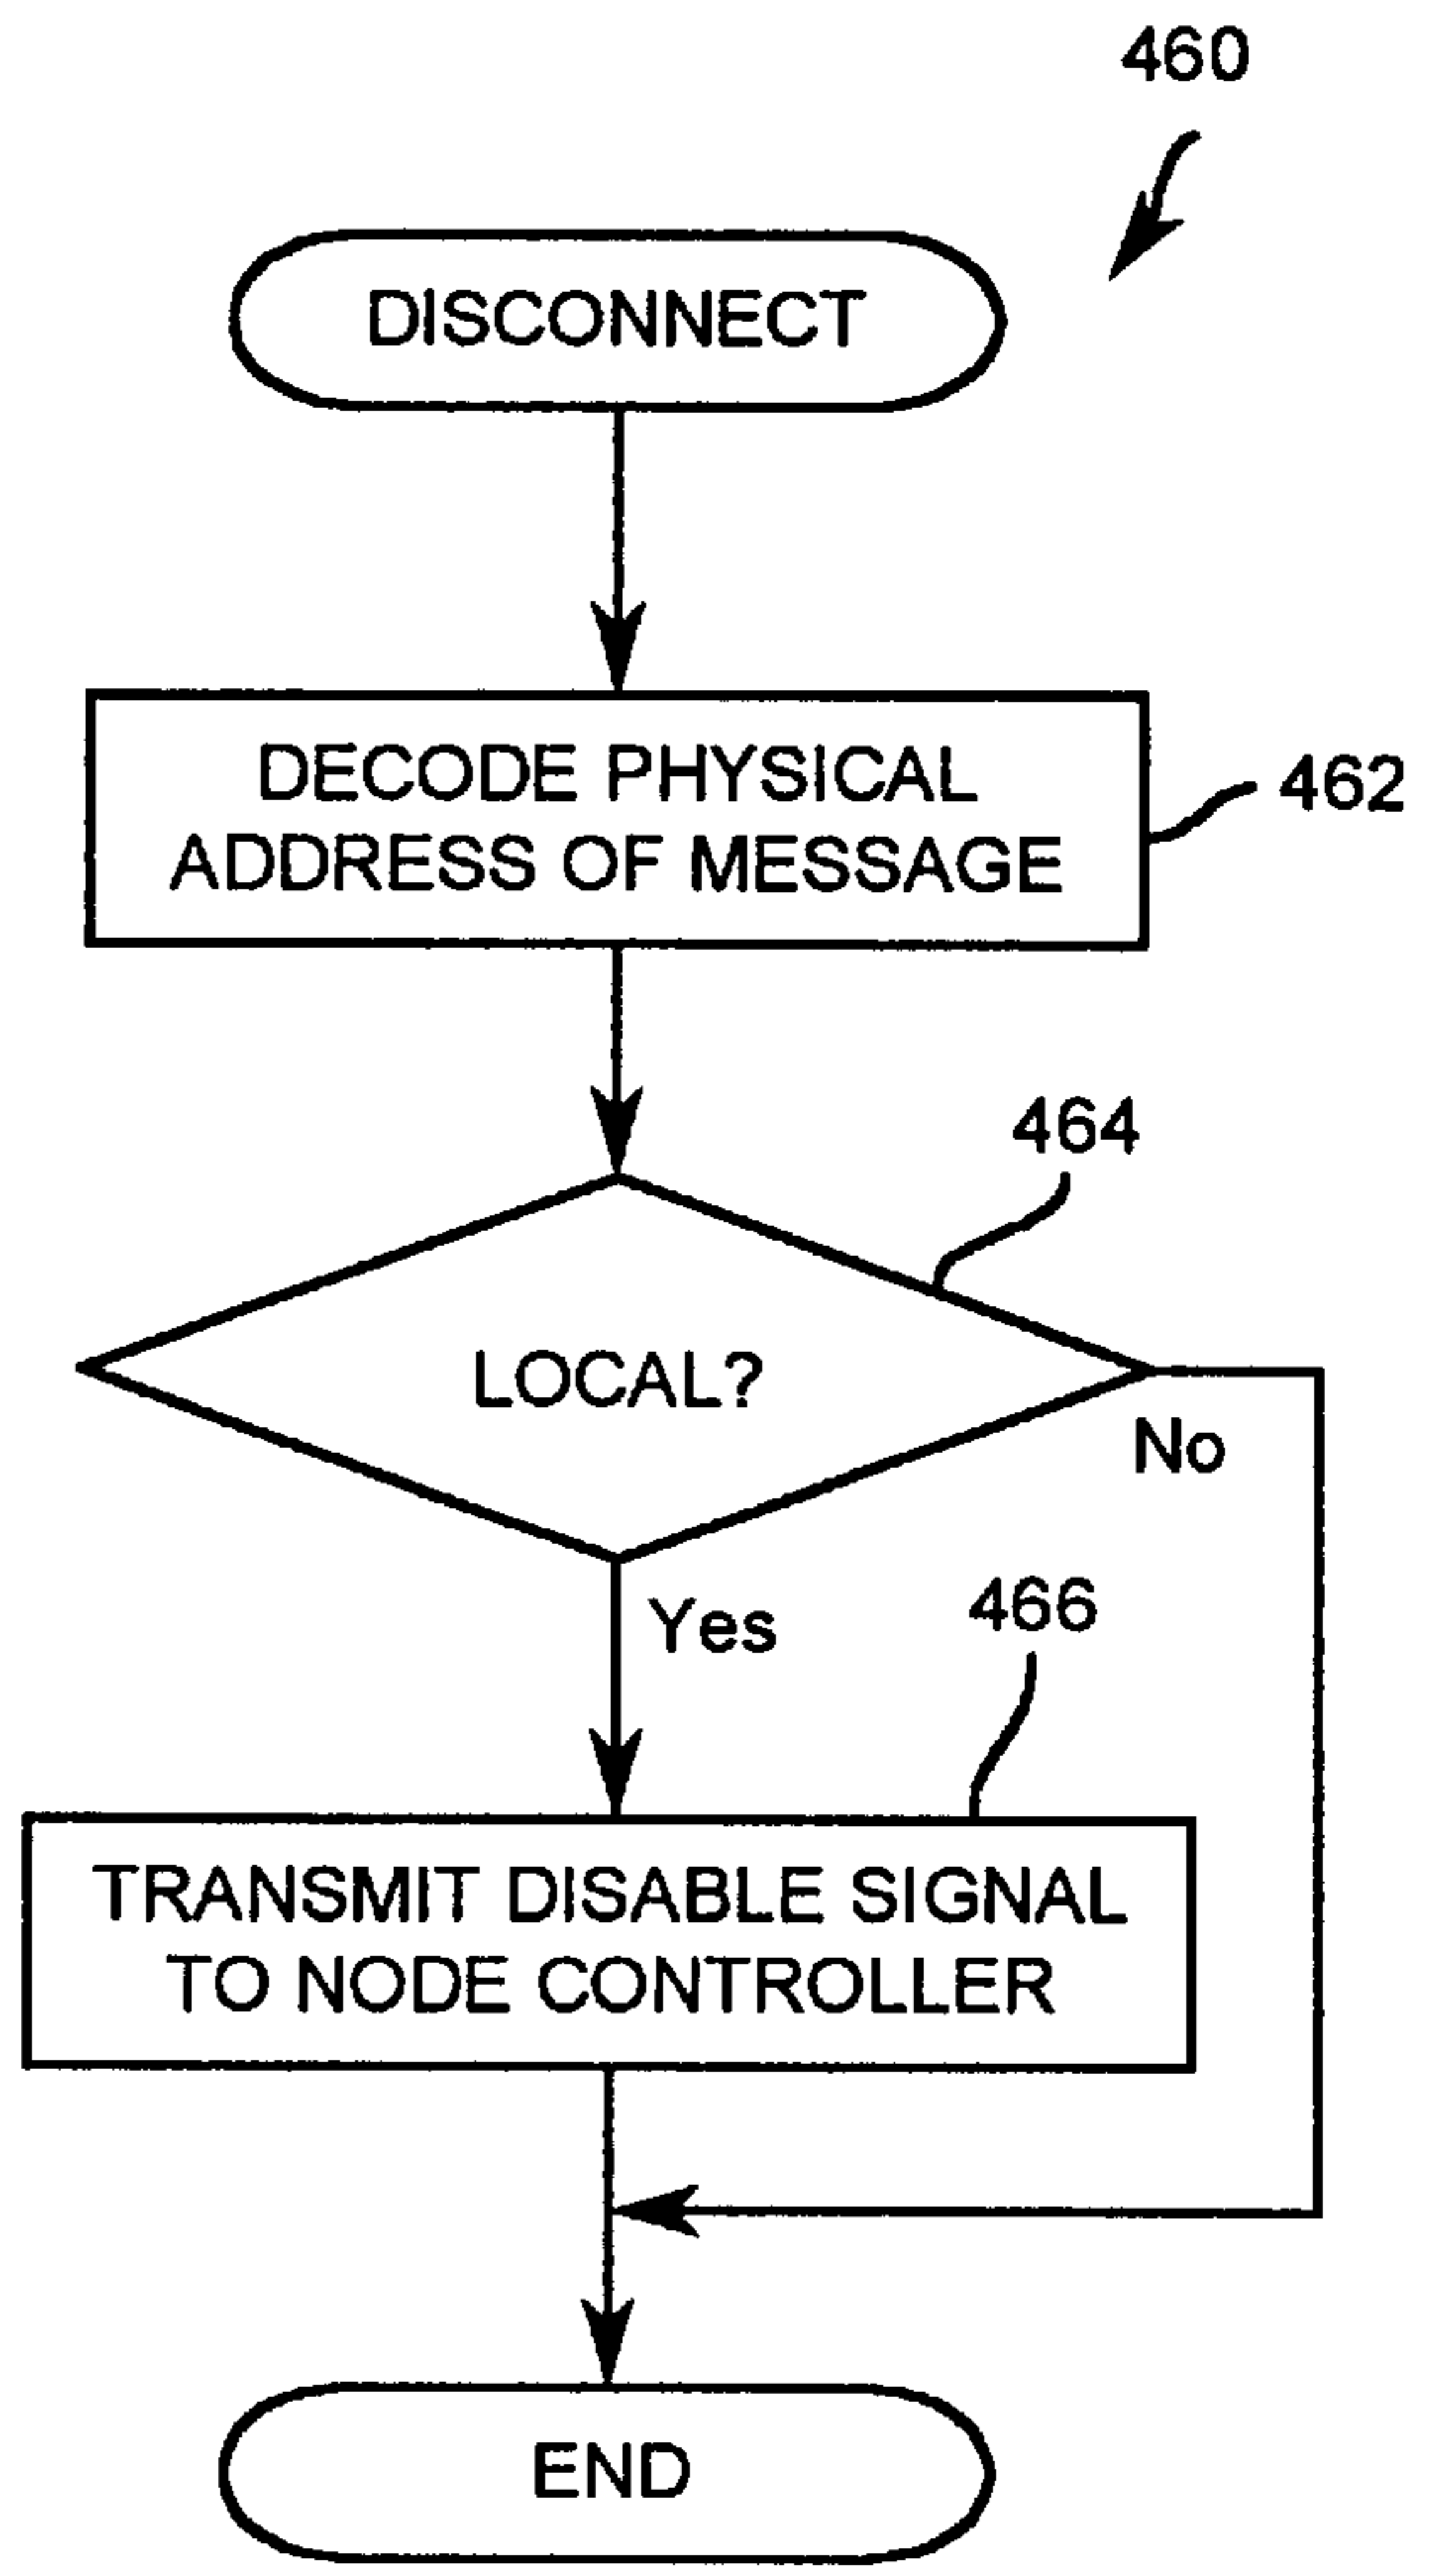 460
DISCONNECT
DECODE PHYSICAL
ADDRESS OF MESSAGE
462
464
LOCAL?
No
Yes
466
TRANSMIT DISABLE SIGNAL
TO NODE CONTROLLER
END